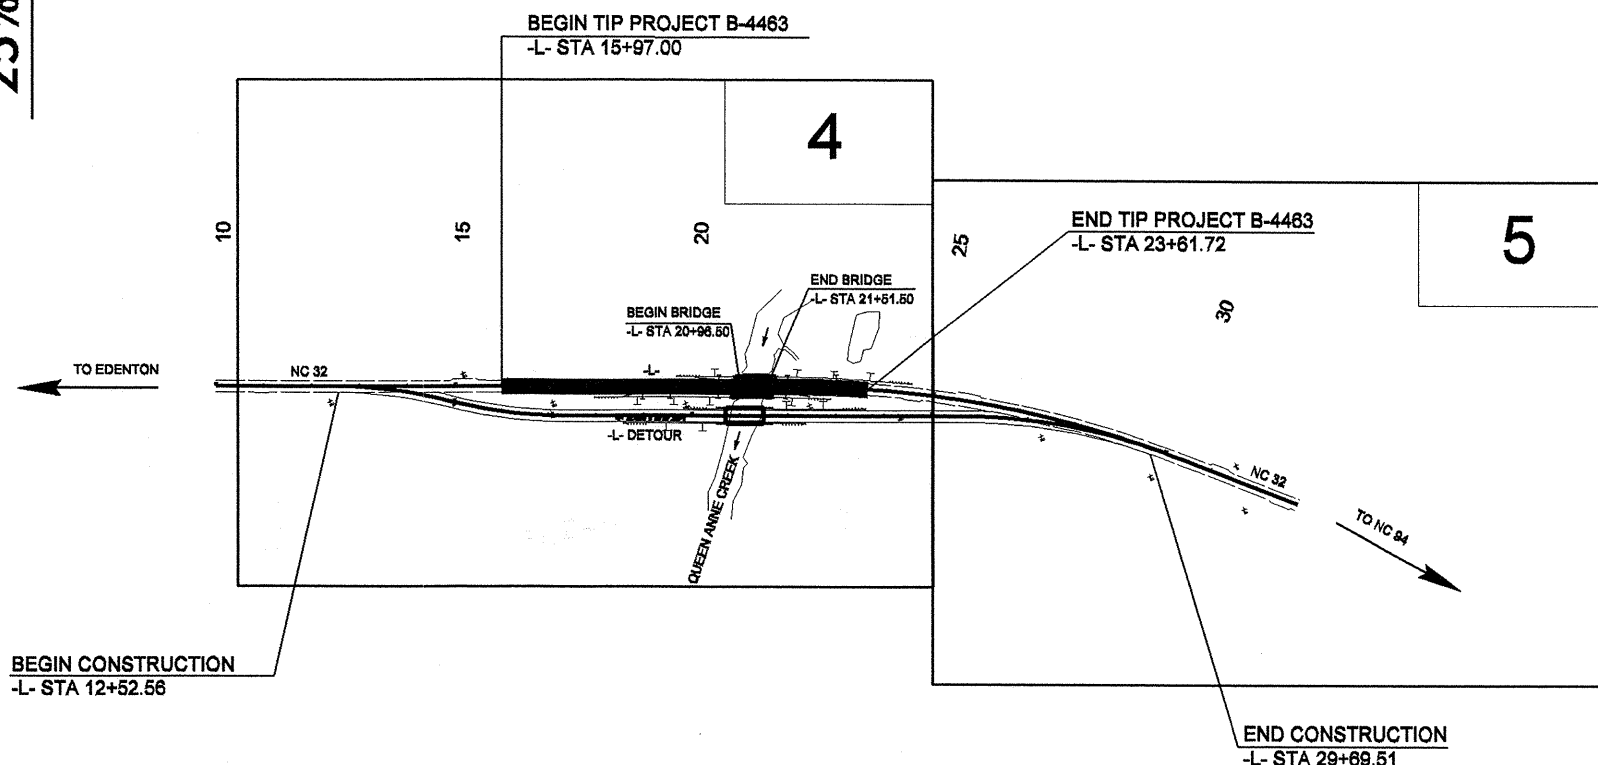 25%
BEGIN TIP PROJECT B-4463
-L- STA 15+97.00
4
5
10
15
20
25
30
END TIP PROJECT B-4463
-L- STA 23+61.72
END BRIDGE
-L- STA 21+51.50
BEGIN BRIDGE
-L- STA 20+96.50
TO EDENTON
NC 32
-L-
-L- DETOUR
QUEEN ANNE CREEK
NC 32
TO NC 94
BEGIN CONSTRUCTION
-L- STA 12+52.56
END CONSTRUCTION
-L- STA 29+69.51